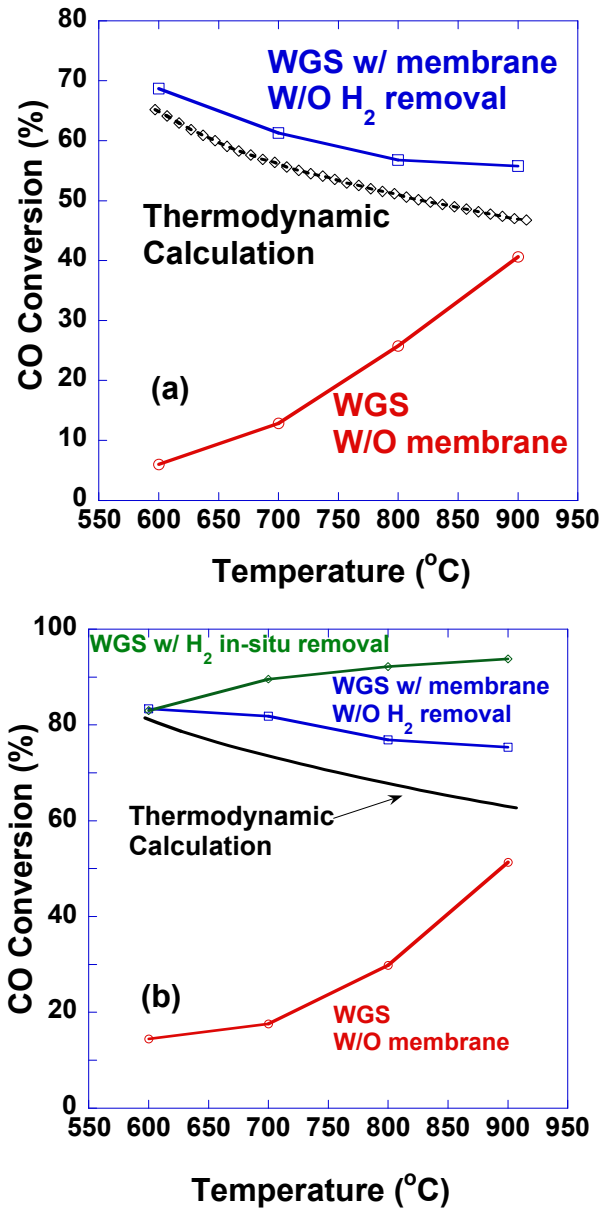 80
70
60
50
40
30
20
10
0
CO Conversion (%)
WGS w/ membrane
W/O H2 removal
Thermodynamic
Calculation
(a)
WGS
W/O membrane
550 600 650 700 750 800 850 900 950
Temperature (oC)
100
80
60
40
20
0
CO Conversion (%)
WGS w/ H2 in-situ removal
WGS w/ membrane
W/O H2 removal
Thermodynamic
Calculation
(b)
WGS
W/O membrane
550 600 650 700 750 800 850 900 950
Temperature (oC)